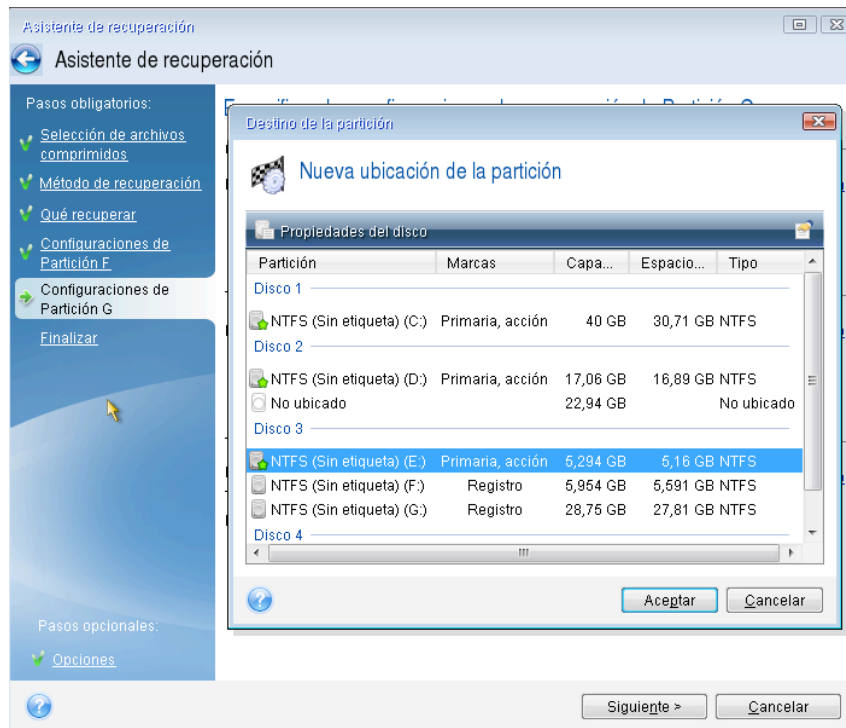 Asistente de recuperación
Asistente de recuperación
Pasos obligatorios:
Selección de archivos
comprimidos
Método de recuperación
Qué recuperar
Configuraciones de
Partición F
Configuraciones de
Partición G
Finalizar
Pasos opcionales:
Opciones
Destino de la partición
Nueva ubicación de la partición
Propiedades del disco
Partición Marcas Capa... Espacio... Tipo
Disco 1
NTFS (Sin etiqueta) (C:) Primaria, acción 40 GB 30,71 GB NTFS
Disco 2
NTFS (Sin etiqueta) (D:) Primaria, acción 17,06 GB 16,89 GB NTFS
No ubicado 22,94 GB No ubicado
Disco 3
NTFS (Sin etiqueta) (E:) Primaria, acción 5,294 GB 5,16 GB NTFS
NTFS (Sin etiqueta) (F:) Registro 5,954 GB 5,591 GB NTFS
NTFS (Sin etiqueta) (G:) Registro 28,75 GB 27,81 GB NTFS
Disco 4
Aceptar Cancelar
Siguiente > Cancelar